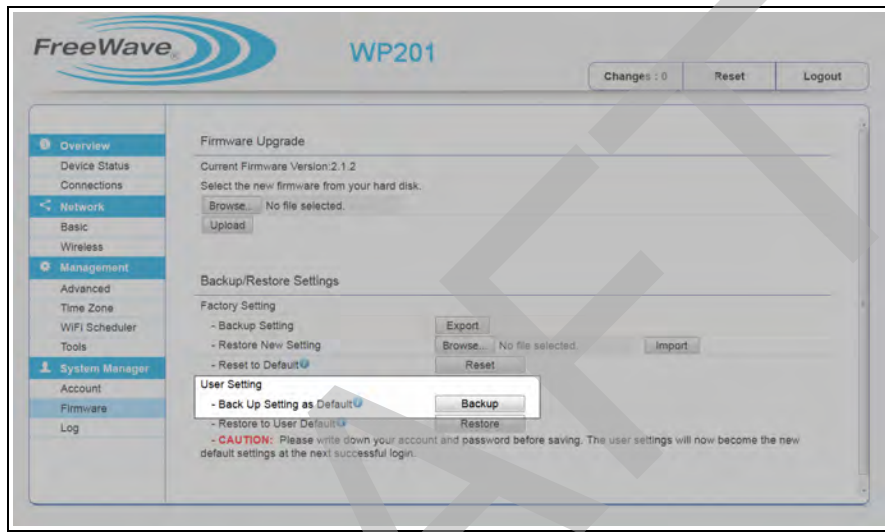 FreeWave®
WP201
Changes : 0 Reset Logout
Overview
Device Status
Connections
Network
Basic
Wireless
Management
Advanced
Time Zone
WiFi Scheduler
Tools
System Manager
Account
Firmware
Log
Firmware Upgrade
Current Firmware Version:2.1.2
Select the new firmware from your hard disk.
Browse... No file selected.
Upload
Backup/Restore Settings
Factory Setting
- Backup Setting Export
- Restore New Setting Browse... No file selected. Import
- Reset to Default Reset
User Setting
- Back Up Setting as Default Backup
- Restore to User Default Restore
- CAUTION: Please write down your account and password before saving. The user settings will now become the new
default settings at the next successful login.